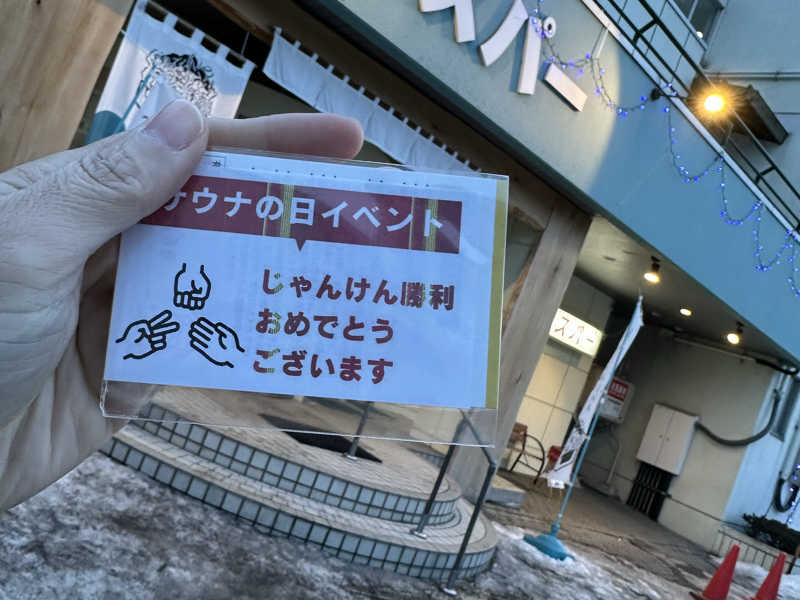 スパー
サウナの日イベント
じゃんけん勝利
おめでとう
ございます
スパー